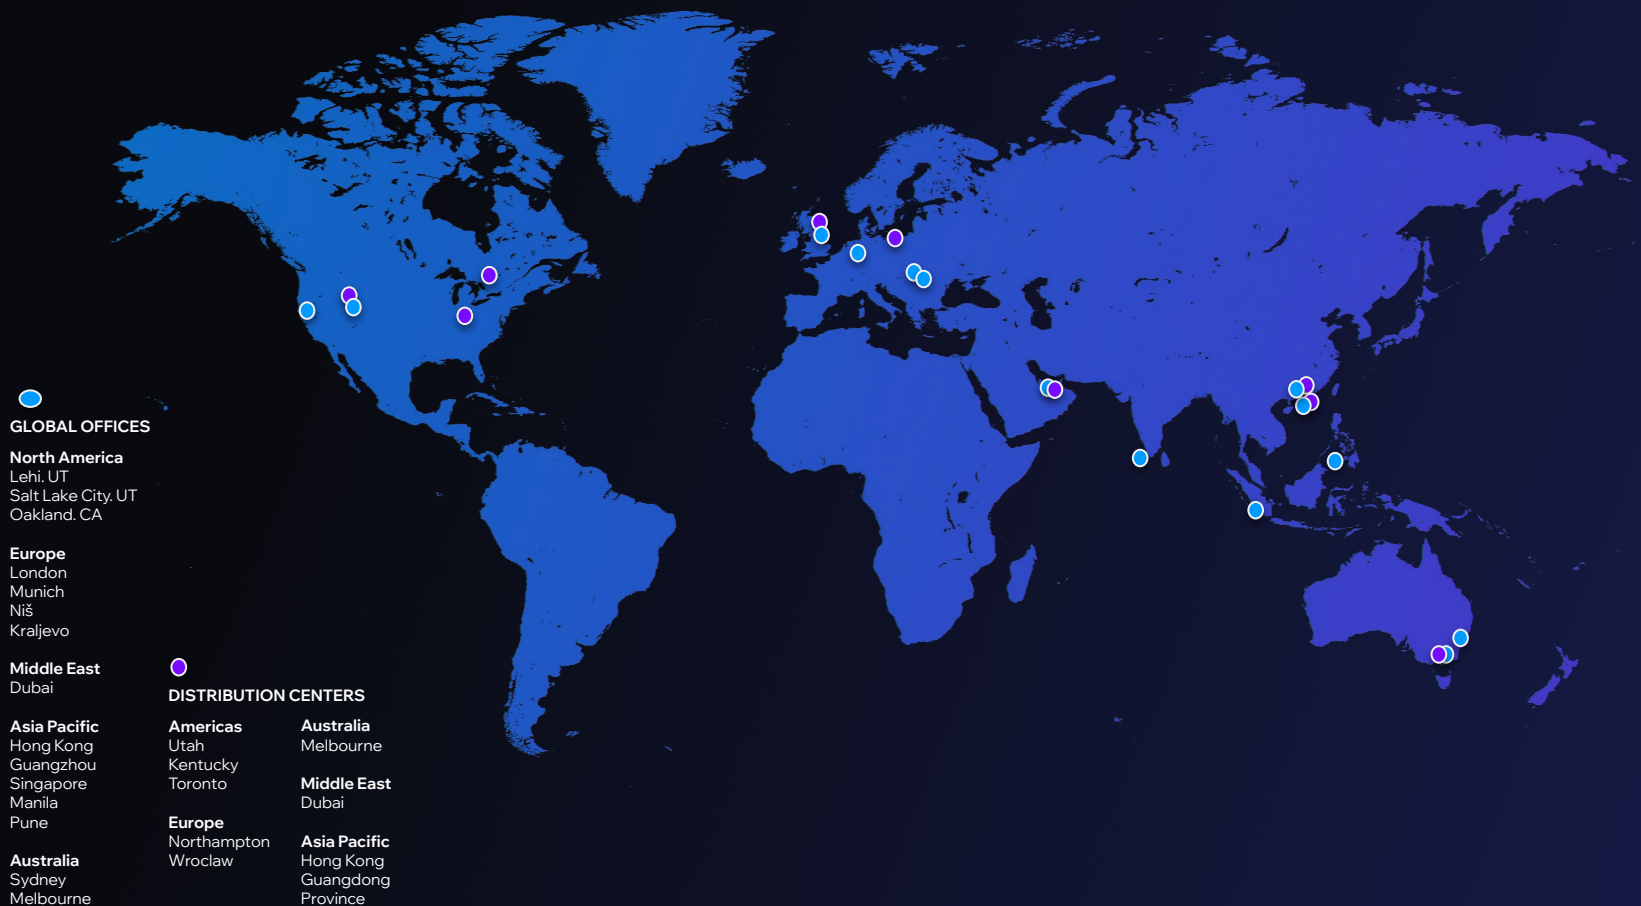 GLOBAL OFFICES
North America
Lehi. UT
Salt Lake City. UT
Oakland. CA
Europe
London
Munich
Niš
Kraljevo
Middle East
Dubai
Asia Pacific
Hong Kong
Guangzhou
Singapore
Manila
Pune
Australia
Sydney
Melbourne
DISTRIBUTION CENTERS
Americas
Utah
Kentucky
Toronto
Europe
Northampton
Wroclaw
Australia
Melbourne
Middle East
Dubai
Asia Pacific
Hong Kong
Guangdong
Province